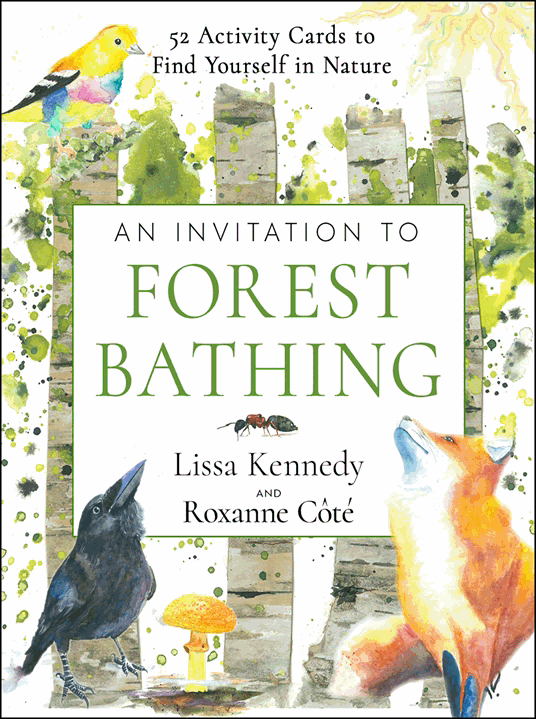 52 Activity Cards to
Find Yourself in Nature
AN INVITATION TO
FOREST
BATHING
Lissa Kennedy
AND
Roxanne Côté